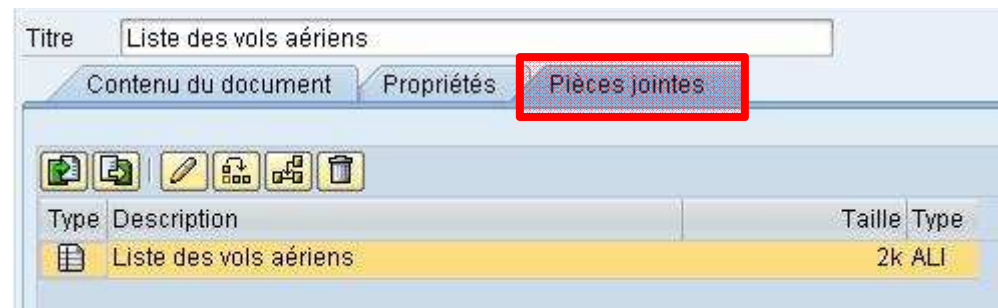 Titre Liste des vols aériens
Contenu du document Propriétés Pièces jointes
Type Description Taille Type
Liste des vols aériens 2k ALI